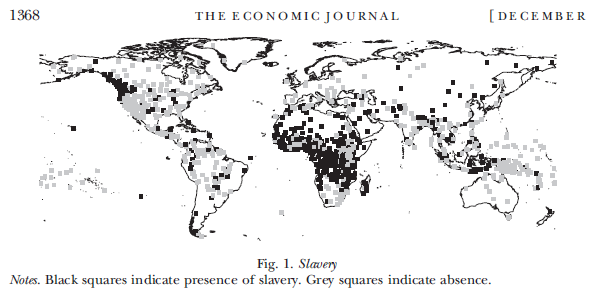 1368 THE ECONOMIC JOURNAL [ DECEMBER
Fig. 1. Slavery
Notes. Black squares indicate presence of slavery. Grey squares indicate absence.